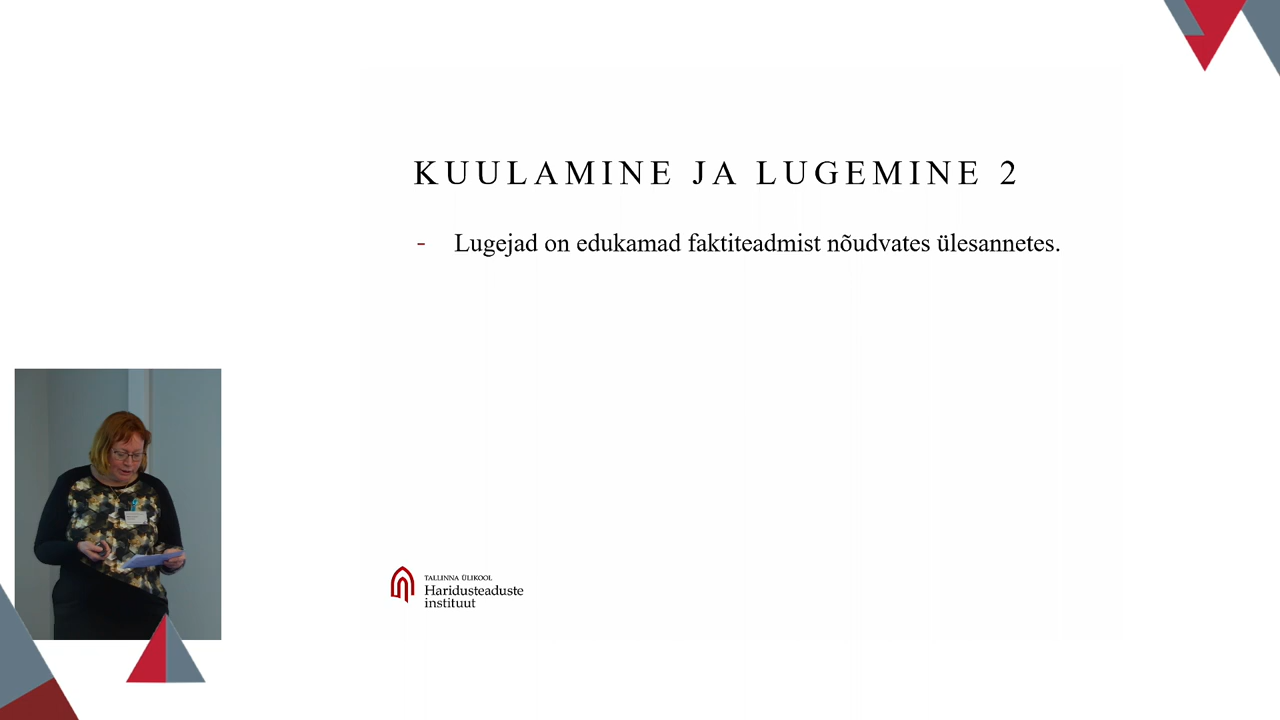 KUULAMINE JA LUGEMINE 2
- Lugejad on edukamad faktiteadmist nõudvates ülesannetes.
TALLINNA ÜLIKOOL
Haridusteaduste
instituut